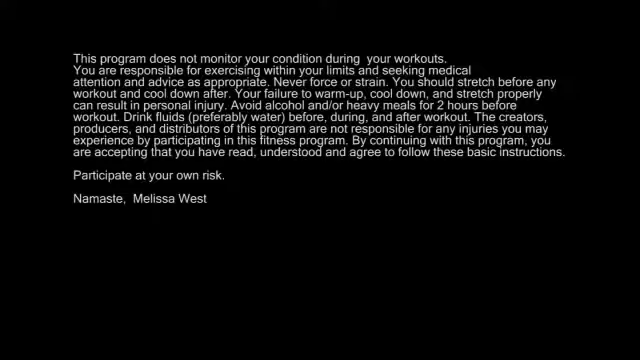 This program does not monitor your condition during  your workouts.
You are responsible for exercising within your limits and seeking medical
attention and advice as appropriate. Never force or strain. You should stretch before any
workout and cool down after. Your failure to warm-up, cool down, and stretch properly
can result in personal injury. Avoid alcohol and/or heavy meals for 2 hours before
workout. Drink fluids (preferably water) before, during, and after workout. The creators,
producers, and distributors of this program are not responsible for any injuries you may
experience by participating in this fitness program. By continuing with this program, you
are accepting that you have read, understood and agree to follow these basic instructions.
Participate at your own risk.
Namaste,  Melissa West